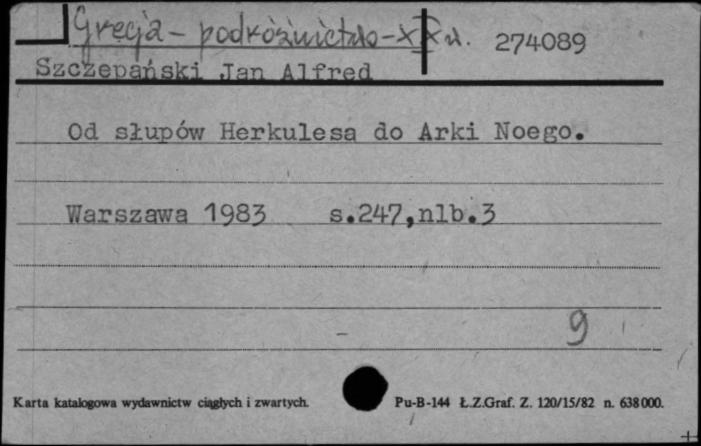 Grecja - podróżnictwo - XX w. 274089
Szczepański Jan Alfred
Od słupów Herkulesa do Arki Noego.
Warszawa 1983 s.247,nlb.3
9
Karta katalogowa wydawnictw ciągłych i zwartych. Pu-B-144 Ł.Z.Graf. Z. 120/15/82 n. 638000.